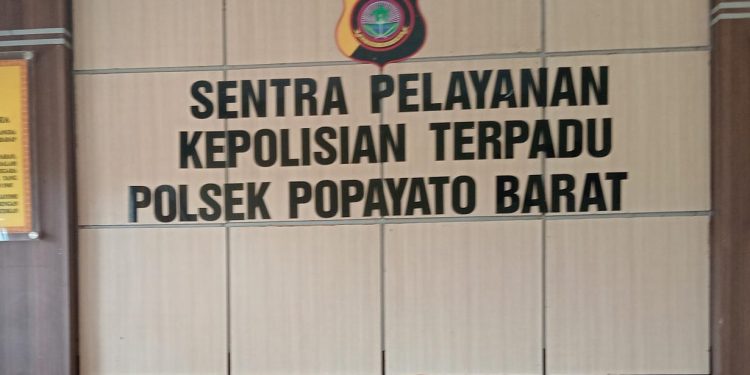 SENTRA PELAYANAN
KEPOLISIAN TERPADU
POLSEK POPAYATO BARAT